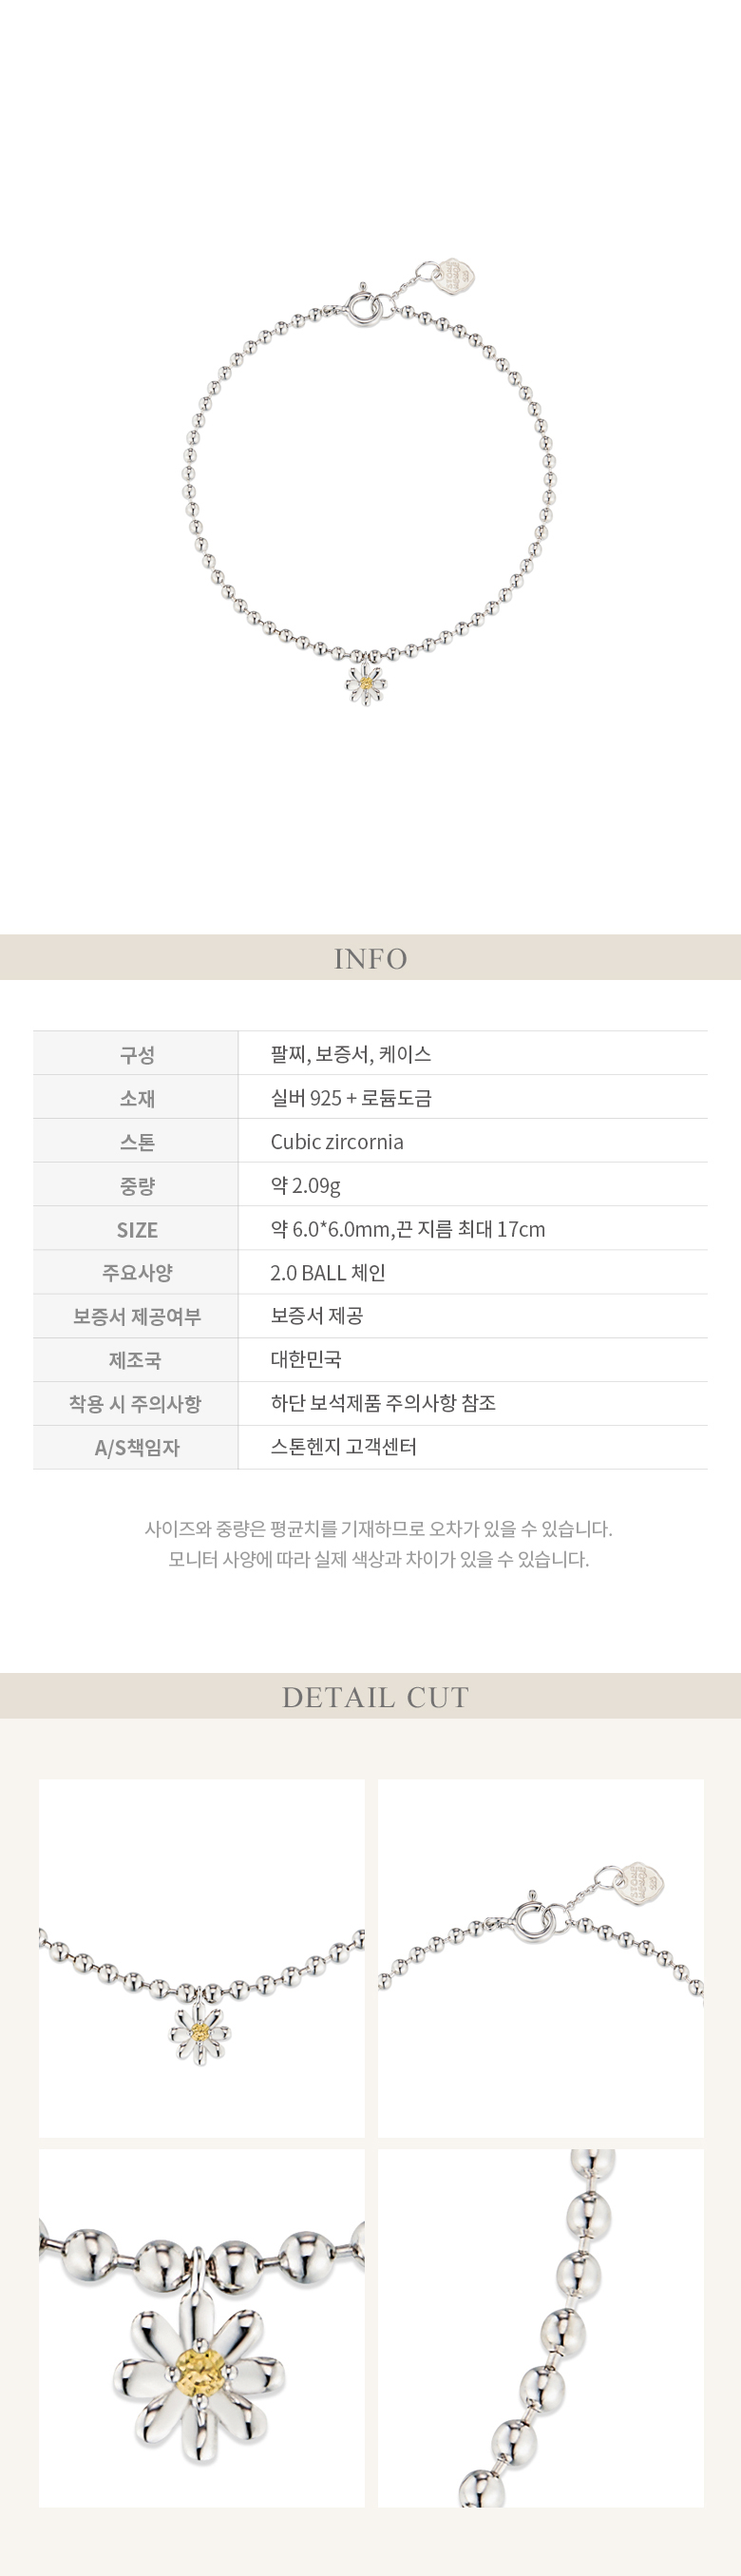 INFO
구성 팔찌, 보증서, 케이스
소재 실버 925 + 로듐도금
스톤 Cubic zircornia
중량 약 2.09g
SIZE 약 6.0*6.0mm,끈 지름 최대 17cm
주요사양 2.0 BALL 체인
보증서 제공여부 보증서 제공
제조국 대한민국
착용 시 주의사항 하단 보석제품 주의사항 참조
A/S책임자 스톤헨지 고객센터
사이즈와 중량은 평균치를 기재하므로 오차가 있을 수 있습니다.
모니터 사양에 따라 실제 색상과 차이가 있을 수 있습니다.
DETAIL CUT